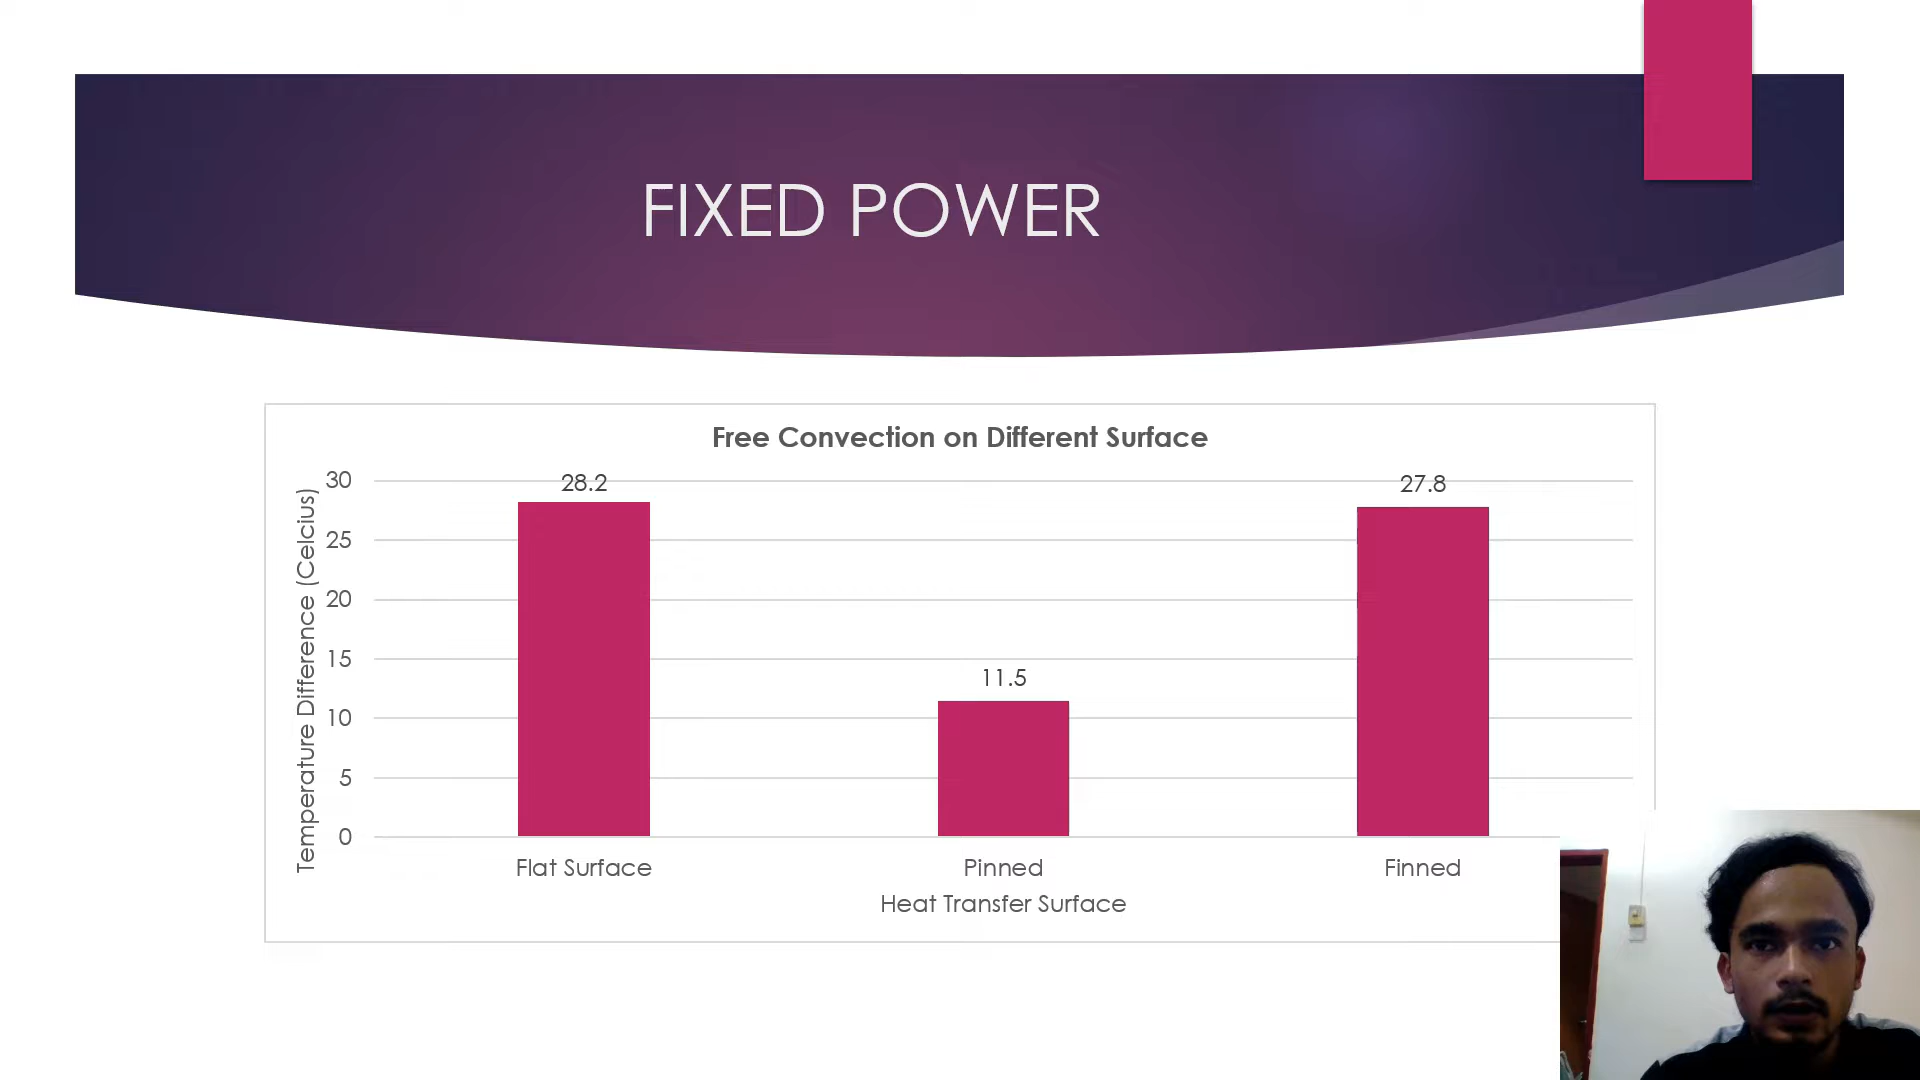 FIXED POWER
Free Convection on Different Surface
Temperature Difference (Celcius)
30
25
20
15
10
5
0
28.2
11.5
27.8
Flat Surface
Pinned
Finned
Heat Transfer Surface